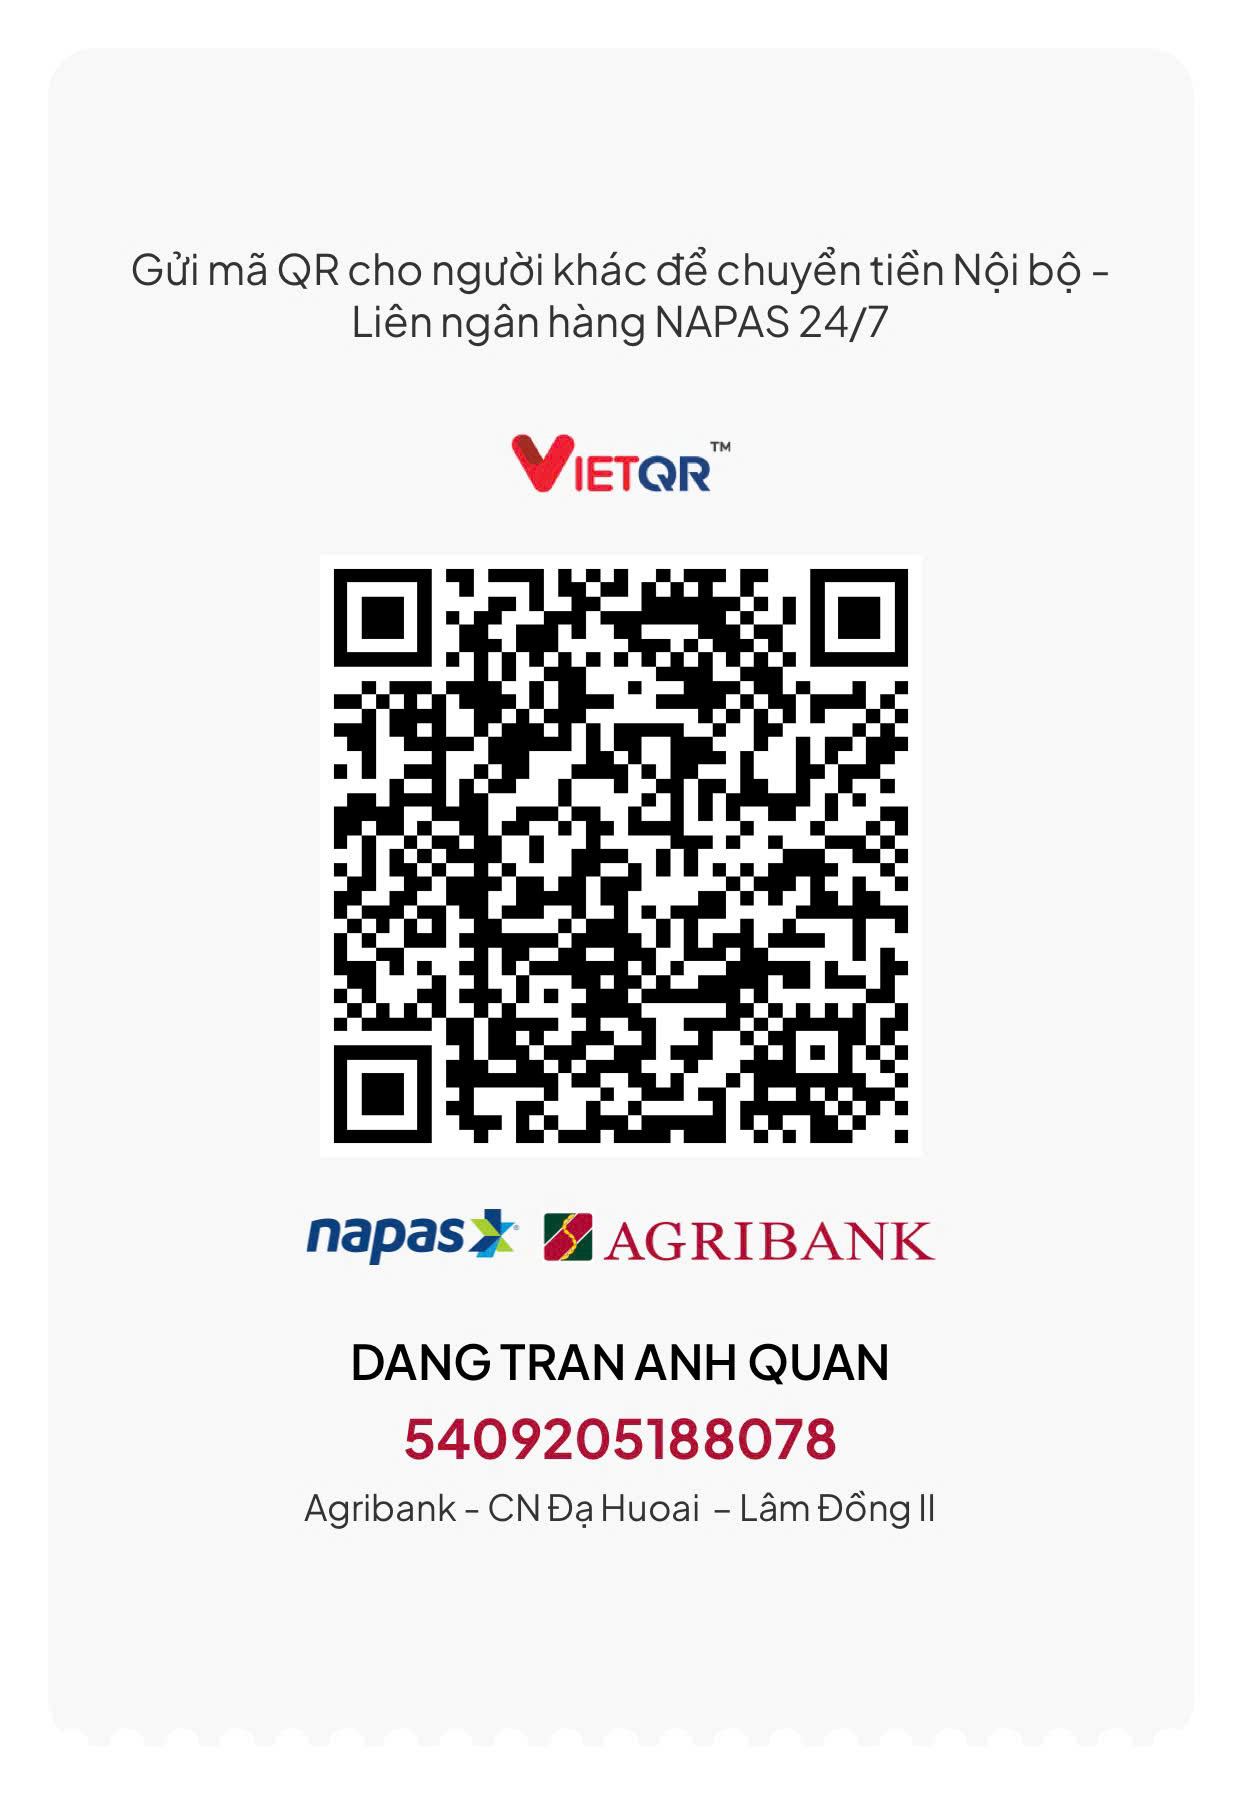 Gửi mã QR cho người khác để chuyển tiền Nội bộ -
Liên ngân hàng NAPAS 24/7
VIETQR™
napas®
AGRIBANK
DANG TRAN ANH QUAN
5409205188078
Agribank - CN Đạ Huoai – Lâm Đồng II